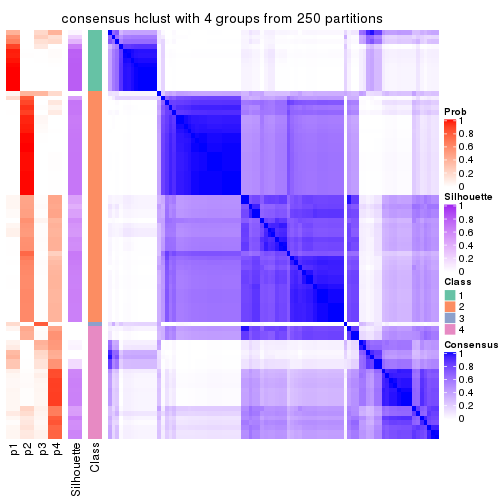 consensus hclust with 4 groups from 250 partitions
Prob
1
0.8
0.6
0.4
0.2
0
Silhouette
1
0.8
0.6
0.4
0.2
0
Class
1
2
3
4
Consensus
1
0.8
0.6
0.4
0.2
0
p1
p2
p3
p4
Silhouette
Class